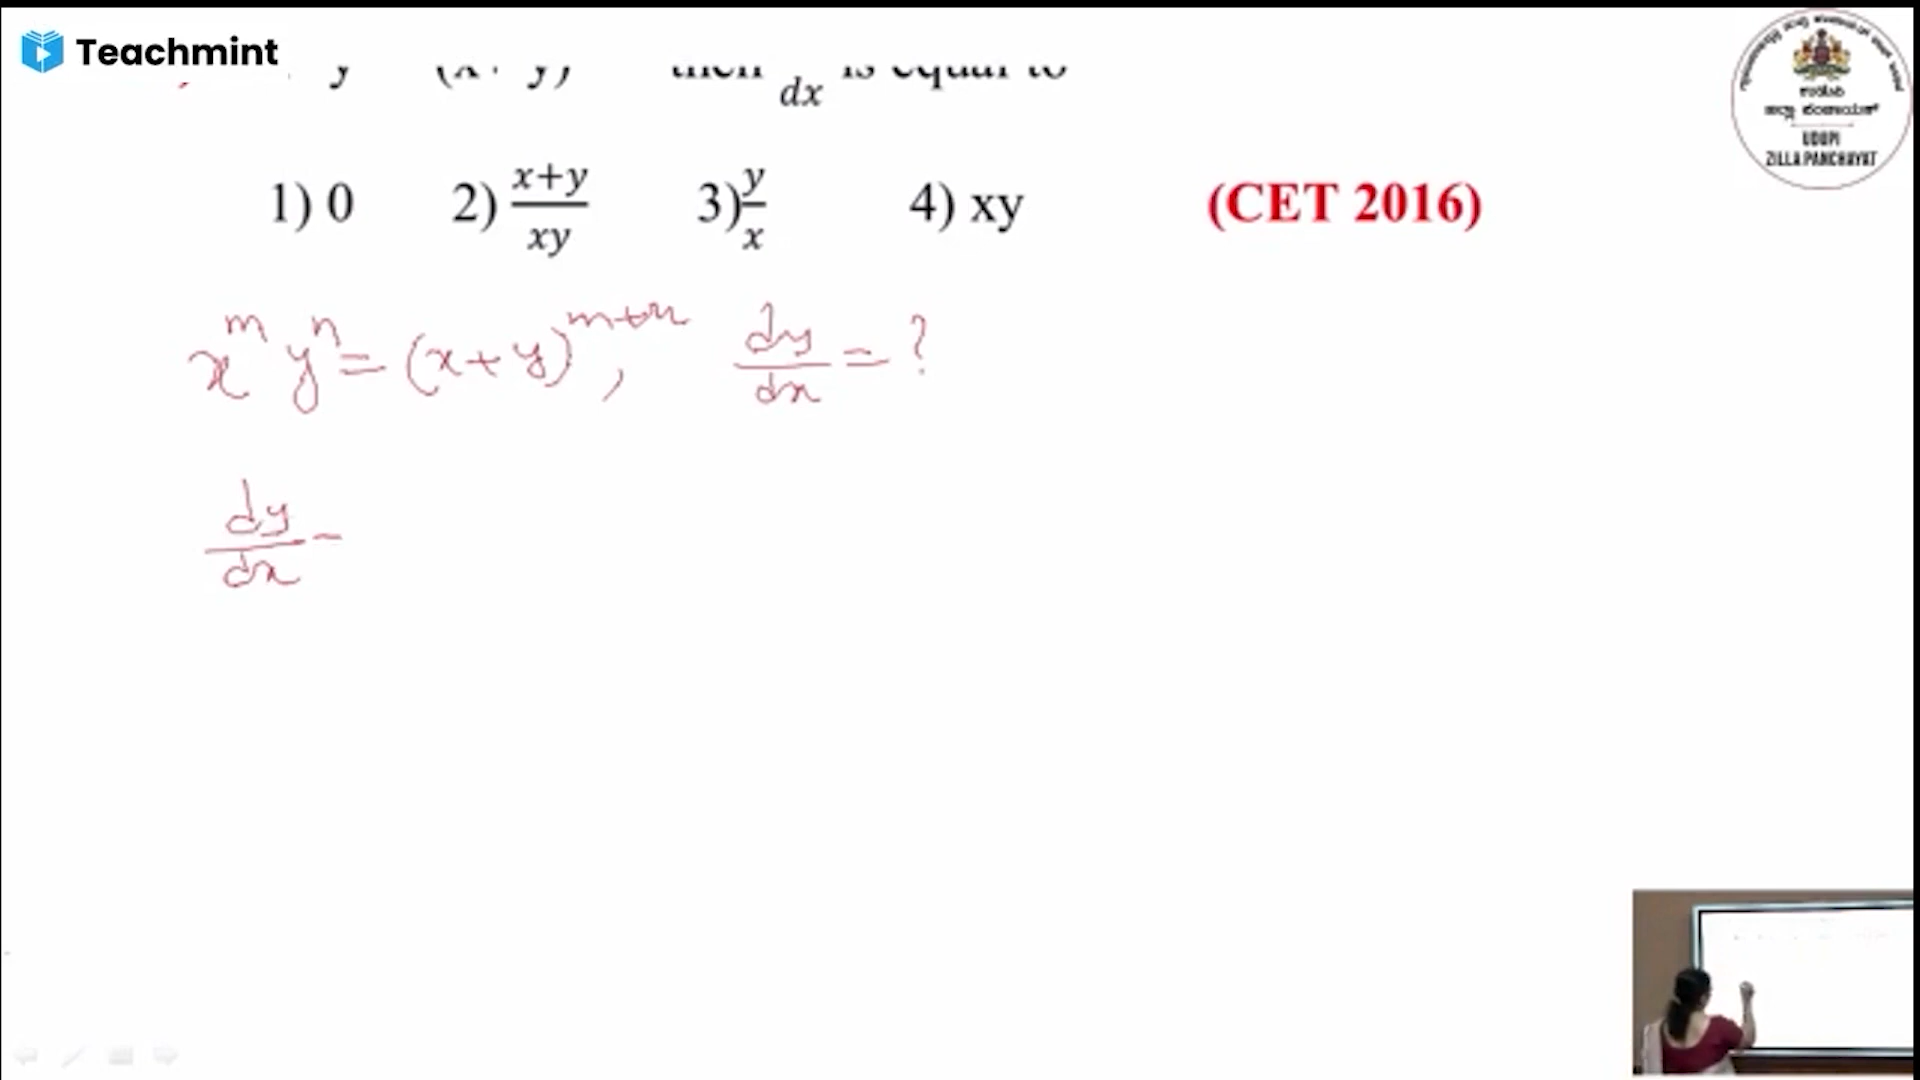 Teachmint
dx
1) 0 2) x+y/xy 3) y/x 4) xy (CET 2016)
x^m y^n = (x+y)^m+n, dy/dx = ?
dy/dx =
UDUPI
ZILLA PANCHAYAT